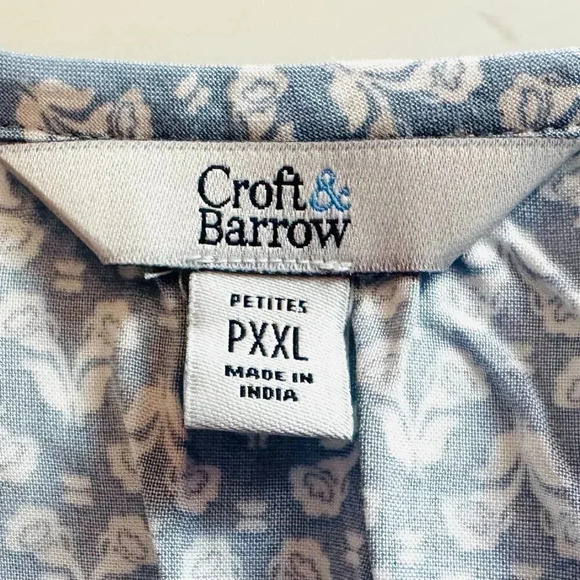 Croft&
Barrow
PETITES
PXXL
MADE IN
INDIA